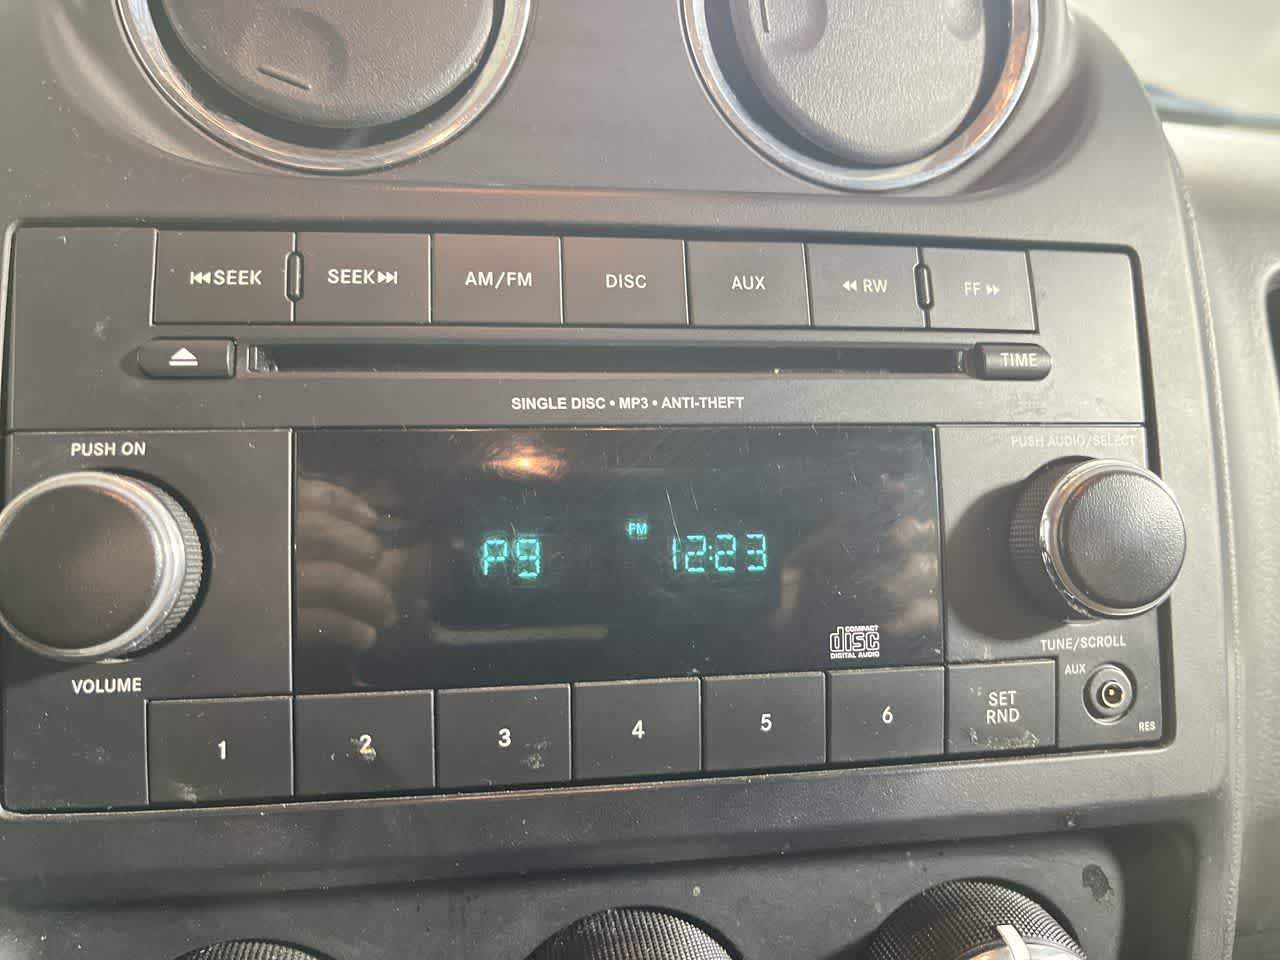 ⏮SEEK SEEK⏭ AM/FM DISC AUX ◀◀ RW FF ▶▶
⏏ TIME
SINGLE DISC • MP3 • ANTI-THEFT
PUSH ON
PUSH AUDIO/SELECT
FM
P9 12:23
COMPACT
disc
DIGITAL AUDIO
TUNE/SCROLL
VOLUME
AUX
1 2 3 4 5 6 SET
RND
RES